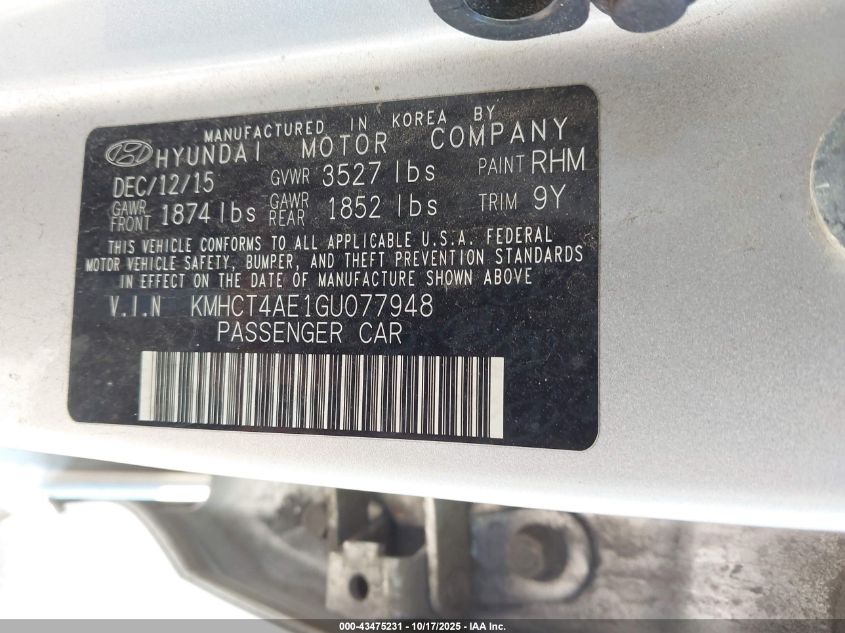 MANUFACTURED IN KOREA BY
HYUNDAI MOTOR COMPANY
DEC/12/15 GVWR 3527 lbs PAINT RHM
GAWR FRONT 1874 lbs GAWR REAR 1852 lbs TRIM 9Y
THIS VEHICLE CONFORMS TO ALL APPLICABLE U.S.A. FEDERAL
MOTOR VEHICLE SAFETY, BUMPER, AND THEFT PREVENTION STANDARDS
IN EFFECT ON THE DATE OF MANUFACTURE SHOWN ABOVE
V.I.N KMHCT4AE1GU077948
PASSENGER CAR
000-43475231 - 10/17/2025 - IAA Inc.